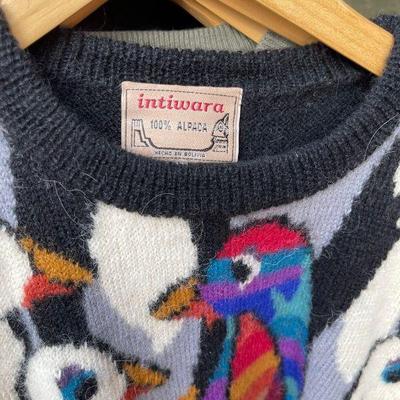 intiwara
100% ALPACA
HECHO EN BOLIVIA